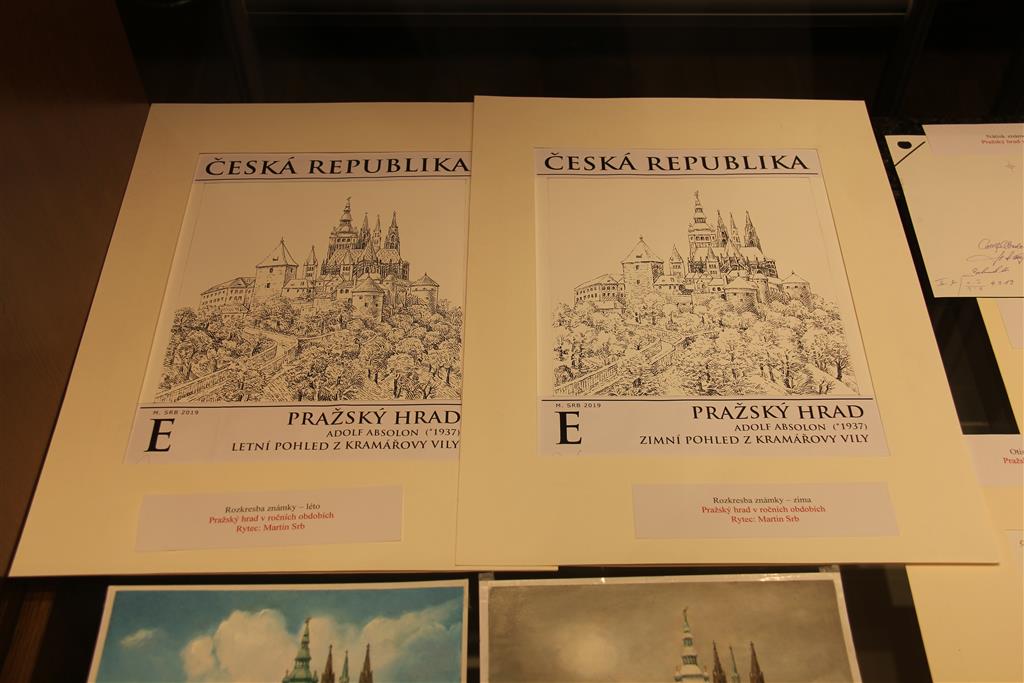 ČESKÁ REPUBLIKA
M. SRB 2019
E
PRAŽSKÝ HRAD
ADOLF ABSOLON (*1937)
LETNÍ POHLED Z KRAMÁŘOVY VILY
Rozkresba známky – léto
Pražský hrad v ročních obdobích
Rytec: Martin Srb
ČESKÁ REPUBLIKA
M. SRB 2019
E
PRAŽSKÝ HRAD
ADOLF ABSOLON (*1937)
ZIMNÍ POHLED Z KRAMÁŘOVY VILY
Rozkresba známky – zima
Pražský hrad v ročních obdobích
Rytec: Martin Srb
Pražský hrad v